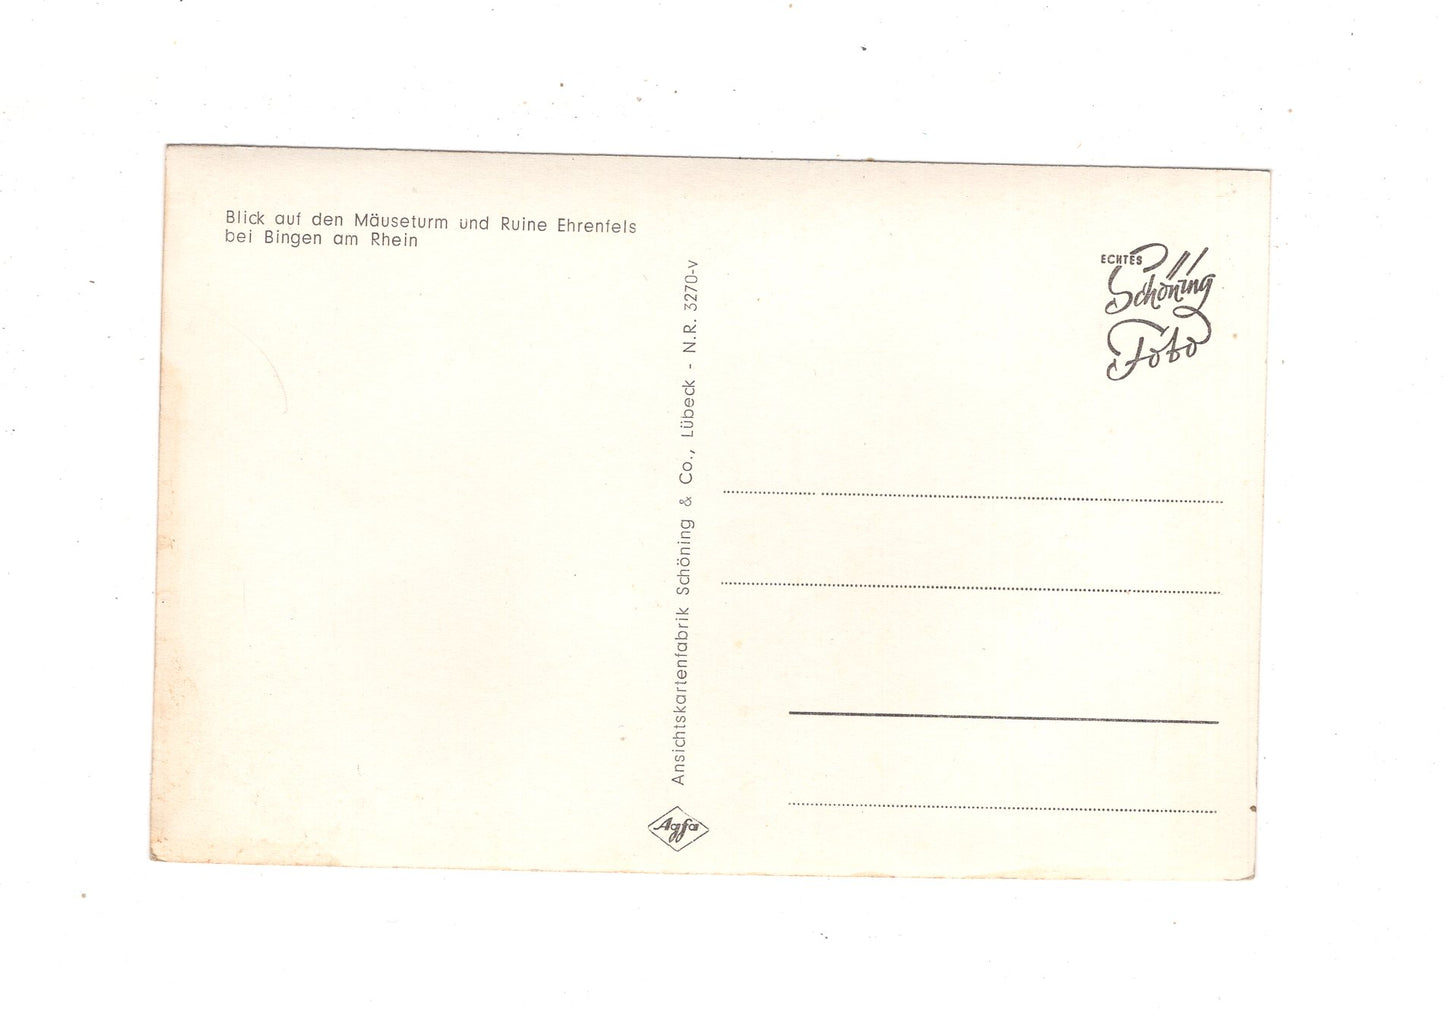 Blick auf den Mäuseturm und Ruine Ehrenfels
bei Bingen am Rhein
Ansichtskartenfabrik Schöning & Co., Lübeck - N.R. 3270-v
Agfa
ECHTES
Schöning
Foto